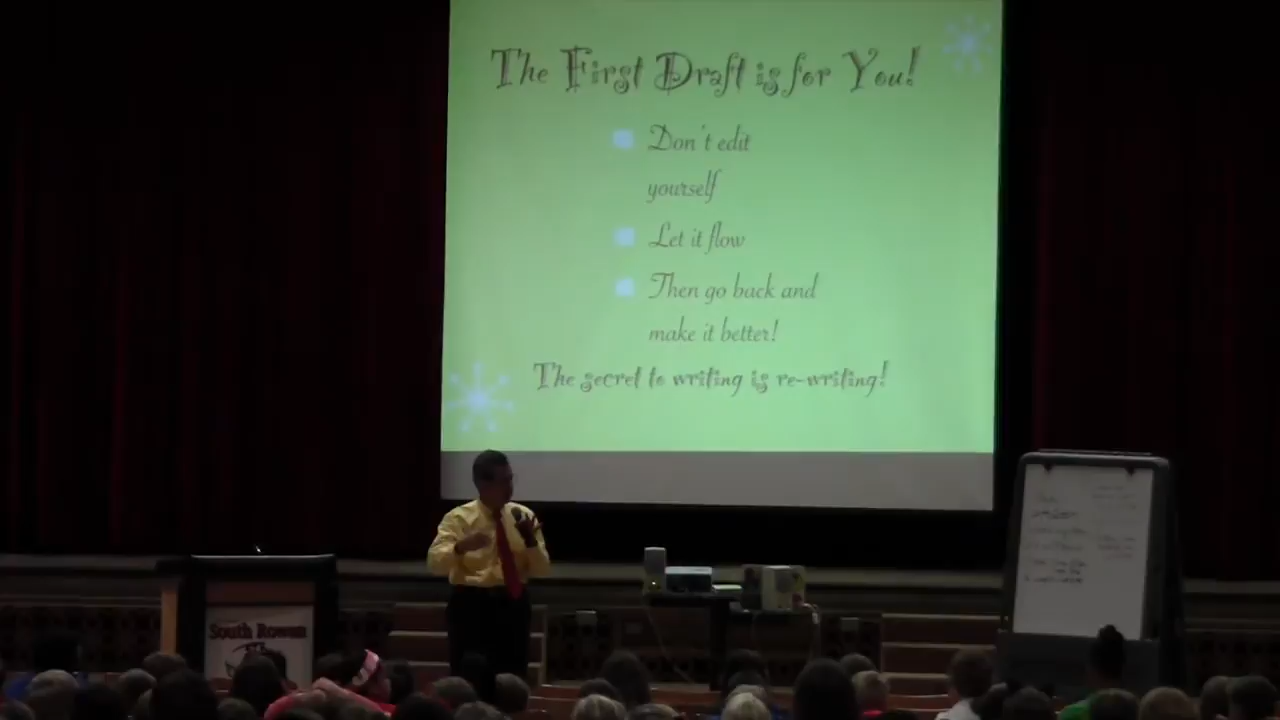 The First Draft is for You!
Don't edit
yourself
Let it flow
Then go back and
make it better!
The secret to writing is re-writing!
South Rowan